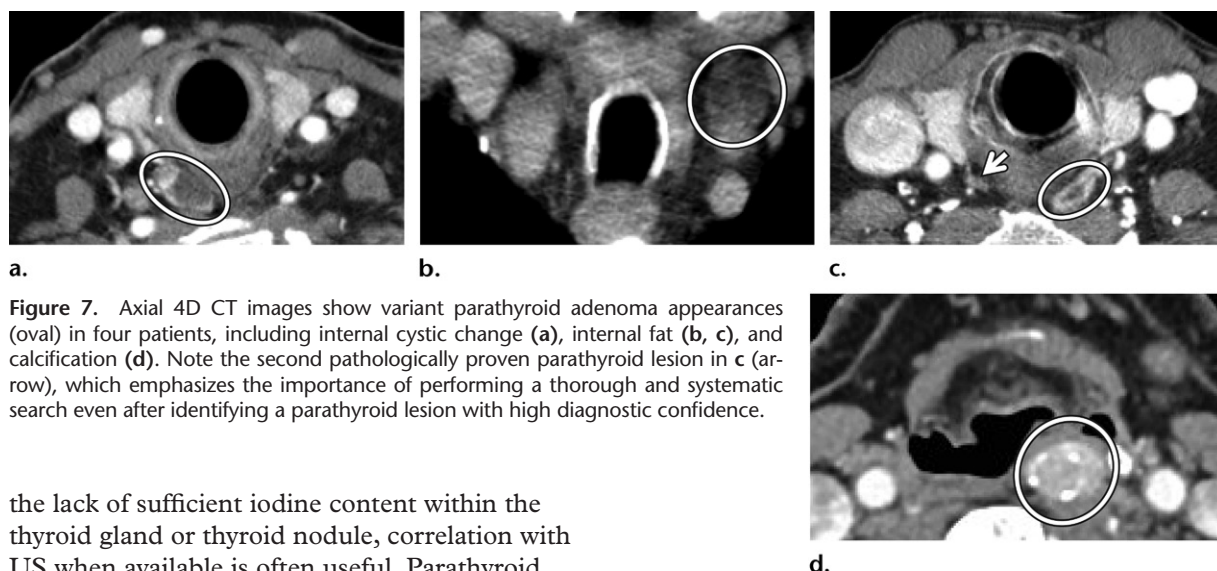 a.
b.
c.
Figure 7. Axial 4D CT images show variant parathyroid adenoma appearances
(oval) in four patients, including internal cystic change (a), internal fat (b, c), and
calcification (d). Note the second pathologically proven parathyroid lesion in c (ar-
row), which emphasizes the importance of performing a thorough and systematic
search even after identifying a parathyroid lesion with high diagnostic confidence.
the lack of sufficient iodine content within the
thyroid gland or thyroid nodule, correlation with
US when available is often useful. Parathyroid
d.